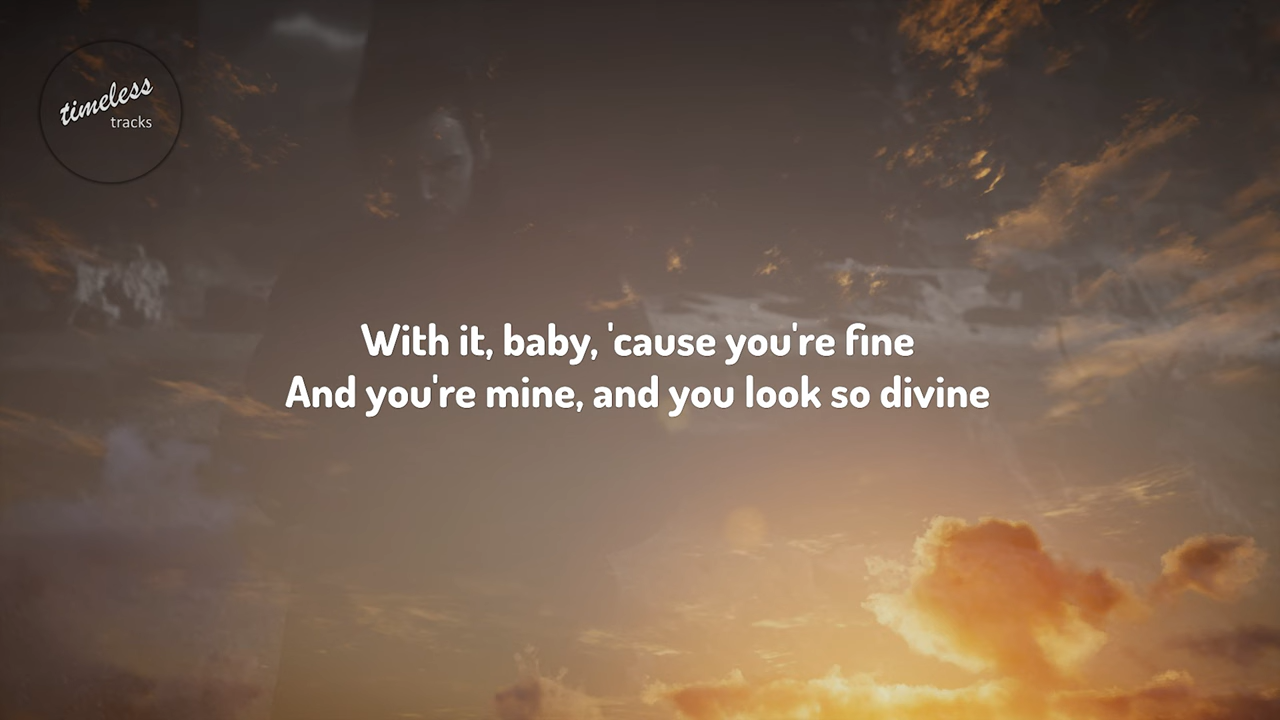 timeless
tracks
With it, baby, 'cause you're fine
And you're mine, and you look so divine